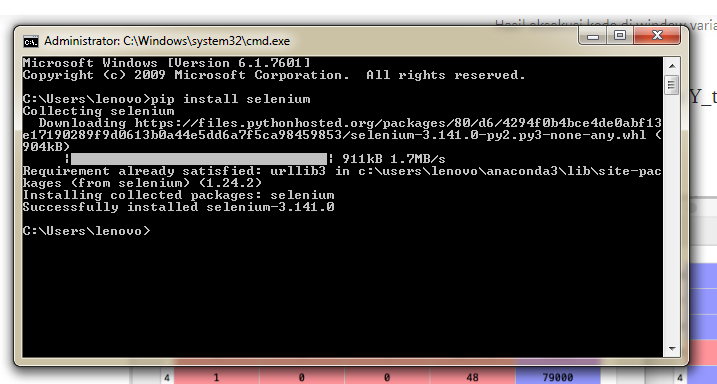 Hasil eksekusi kode di window varia
Administrator: C:\Windows\system32\cmd.exe
Microsoft Windows [Version 6.1.7601]
Copyright (c) 2009 Microsoft Corporation.  All rights reserved.
C:\Users\lenovo>pip install selenium
Collecting selenium
  Downloading https://files.pythonhosted.org/packages/80/d6/4294f0b4bce4de0abf13
e17190289f9d0613b0a44e5dd6a7f5ca98459853/selenium-3.141.0-py2.py3-none-any.whl (
904kB)
911kB 1.7MB/s
Requirement already satisfied: urllib3 in c:\users\lenovo\anaconda3\lib\site-pac
kages (from selenium) (1.24.2)
Installing collected packages: selenium
Successfully installed selenium-3.141.0
C:\Users\lenovo>
Y_t
4 1 0 0 48 79000 4